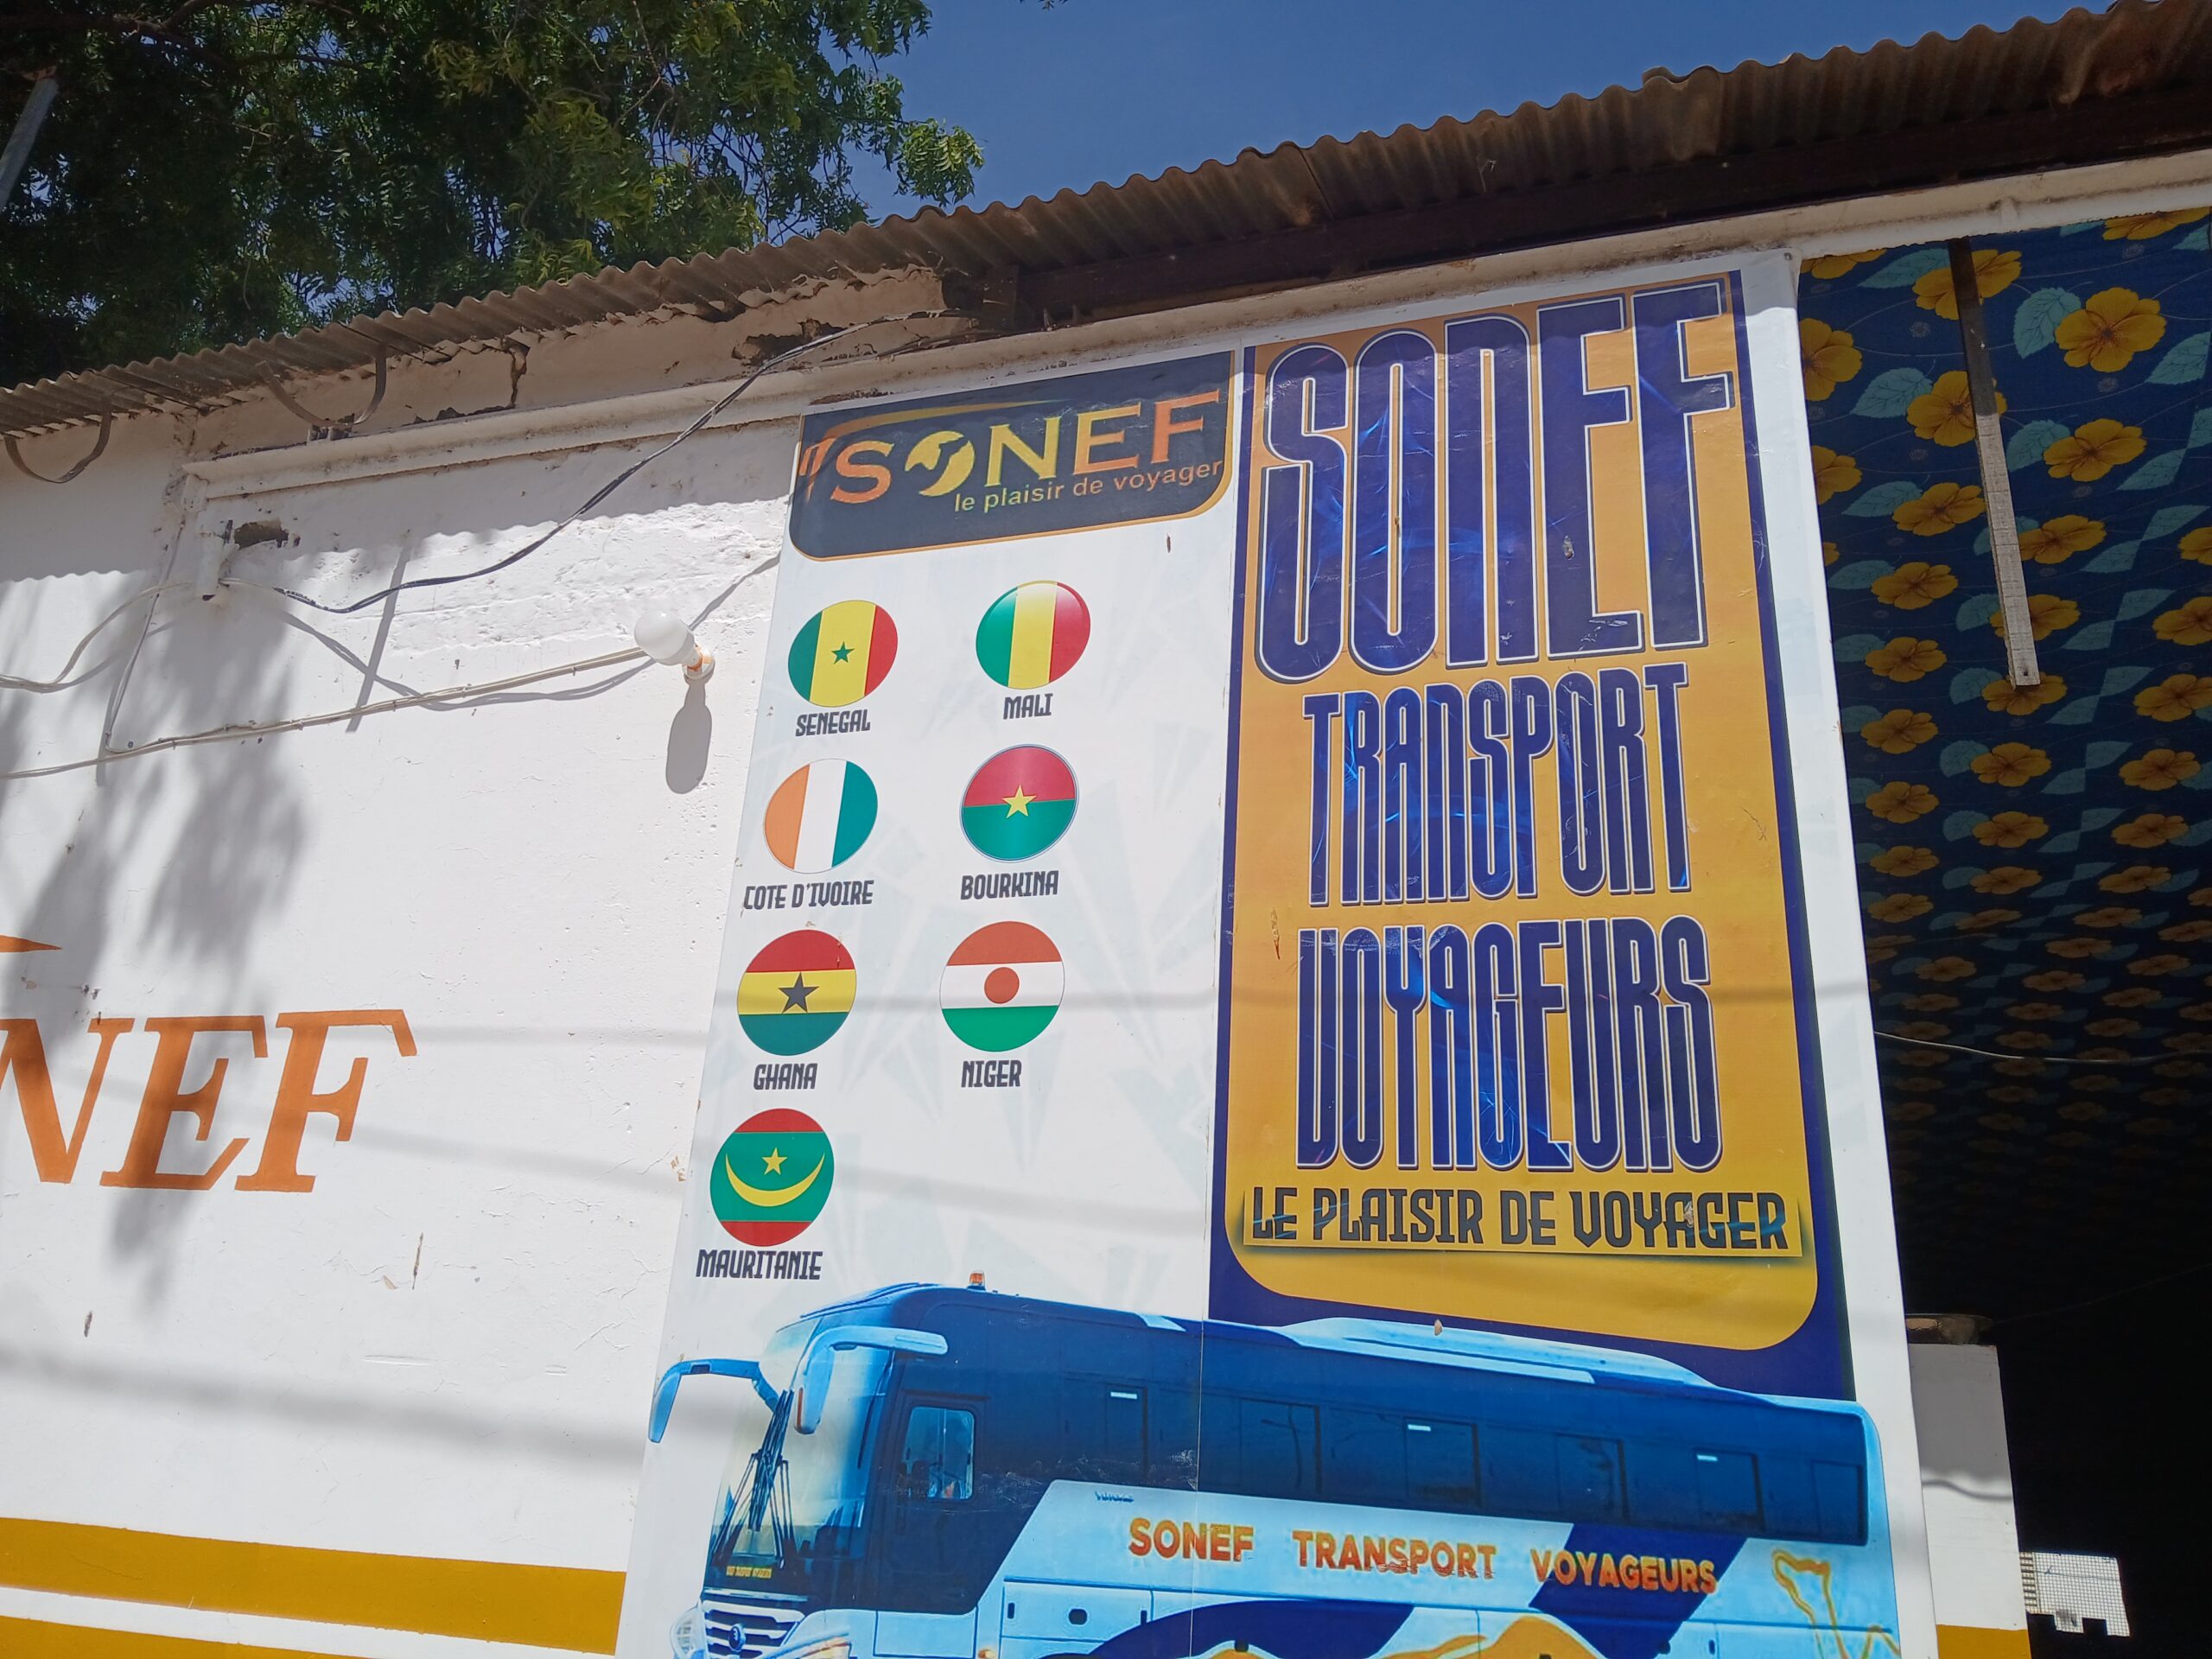 NEF
SONEF
le plaisir de voyager
SENEGAL
MALI
COTE D'IVOIRE
BOURKINA
GHANA
NIGER
MAURITANIE
SONEF
TRANSPORT
VOYAGEURS
LE PLAISIR DE VOYAGER
SONEF TRANSPORT VOYAGEURS